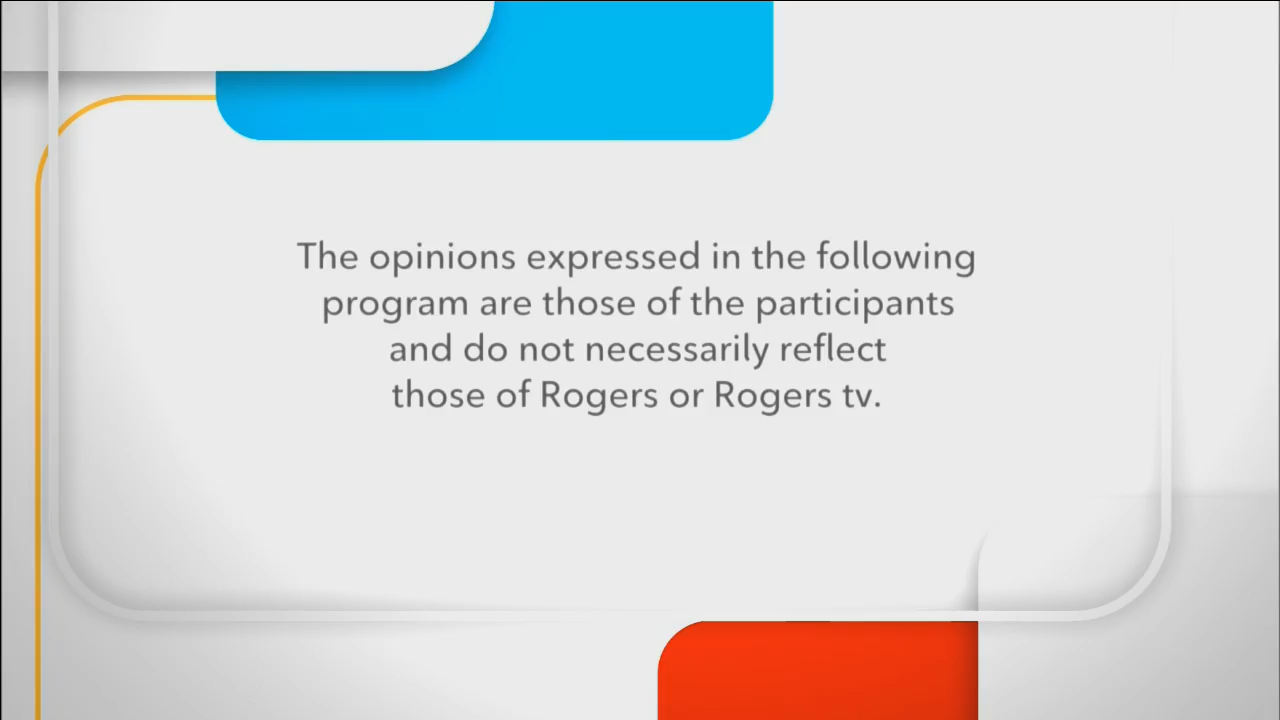 The opinions expressed in the following
program are those of the participants
and do not necessarily reflect
those of Rogers or Rogers tv.